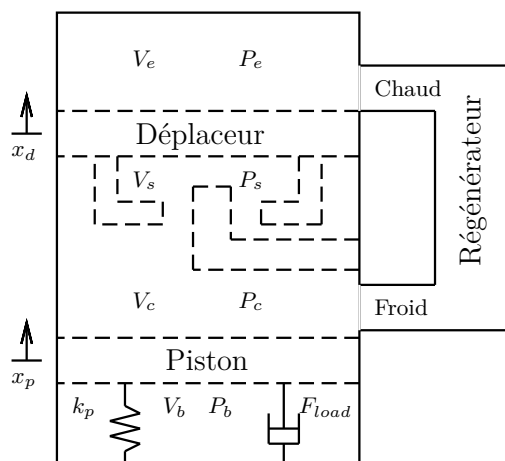 V_e P_e
Chaud
Déplaceur
x_d
V_s P_s
Régénérateur
V_c P_c
Froid
Piston
x_p
k_p V_b P_b F_load